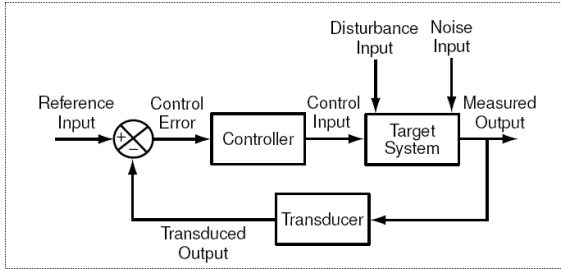 Disturbance Input
Noise Input
Reference Input
Control Error
Control Input
Measured Output
+
−
Controller
Target System
Transducer
Transduced Output